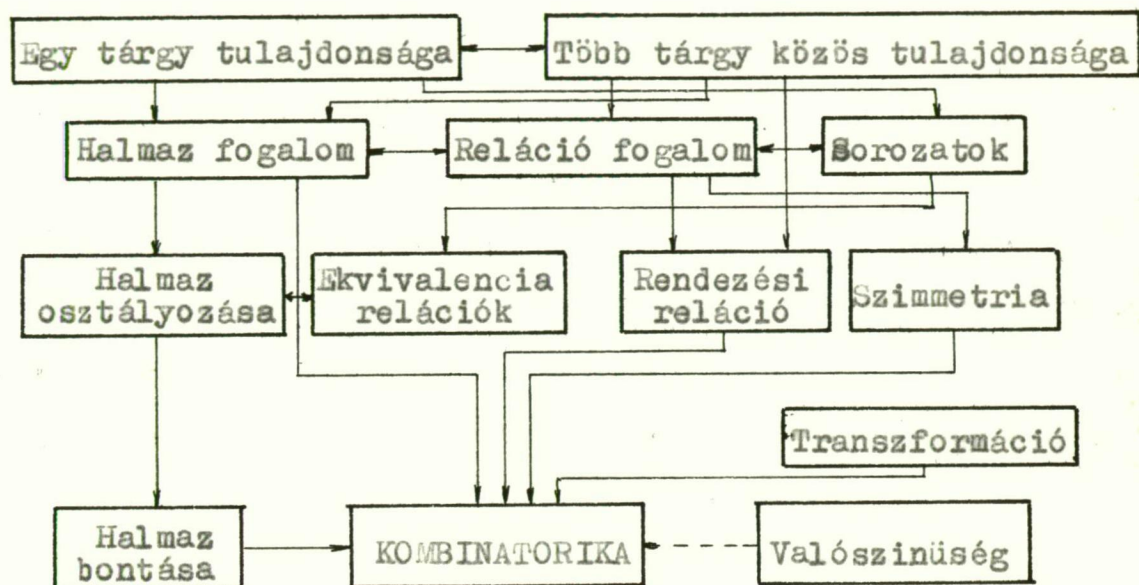 Egy tárgy tulajdonsága
Több tárgy közös tulajdonsága
Halmaz fogalom
Reláció fogalom
Sorozatok
Halmaz
osztályozása
Ekvivalencia
relációk
Rendezési
reláció
Szimmetria
Transzformáció
Halmaz
bontása
KOMBINATORIKA
Valószinüség